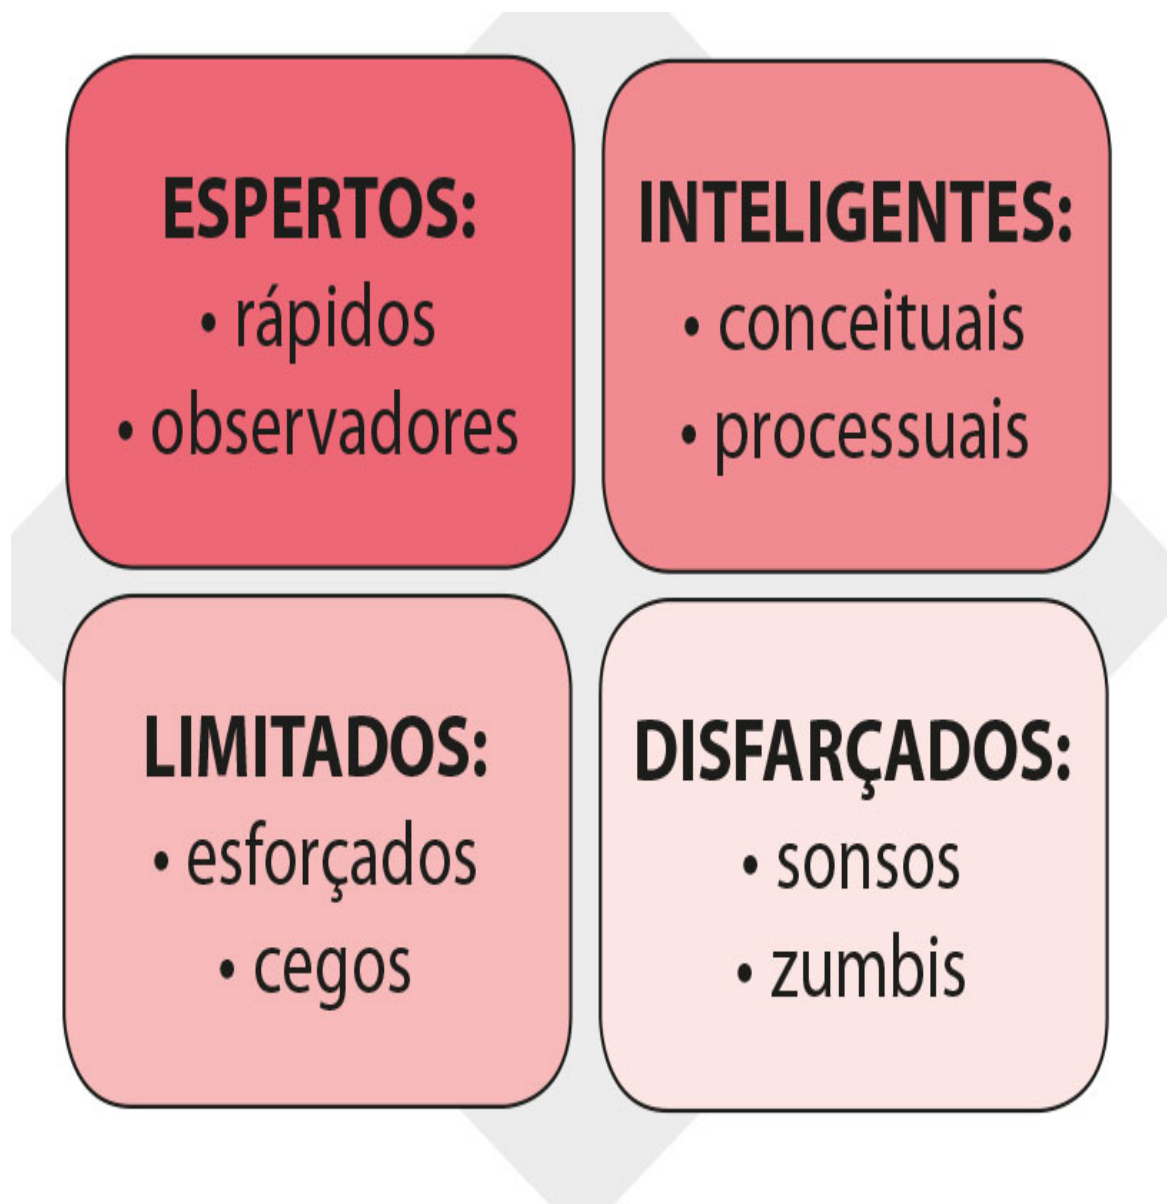 ESPERTOS:
• rápidos
• observadores
INTELIGENTES:
• conceituais
• processuais
LIMITADOS:
• esforçados
• cegos
DISFARÇADOS:
• sonsos
• zumbis